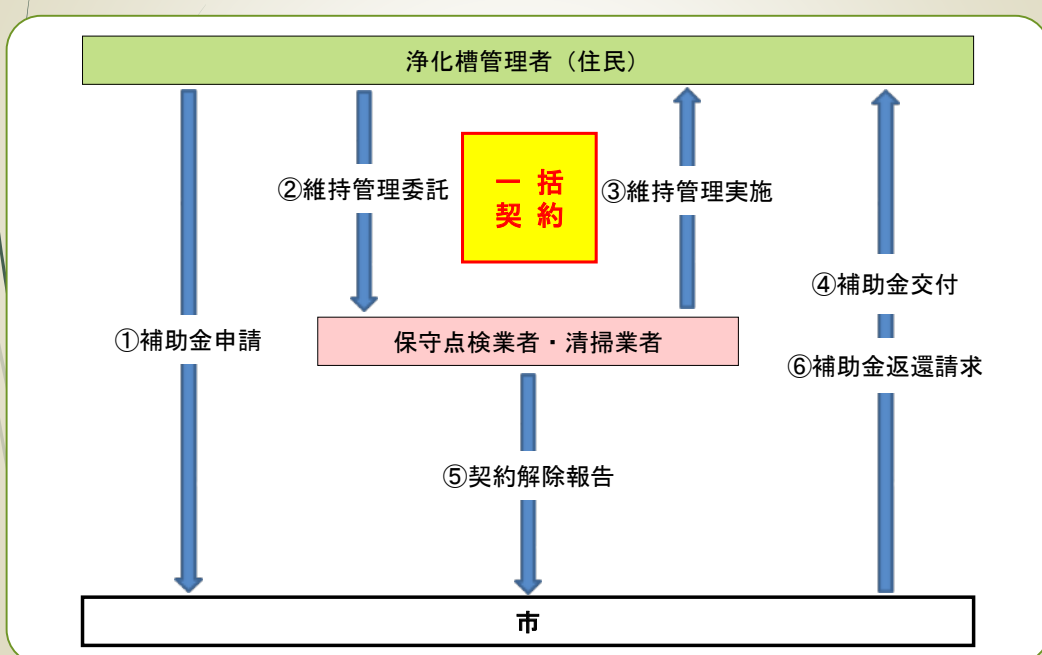 浄化槽管理者（住民）
②維持管理委託
一 括
契 約
③維持管理実施
④補助金交付
①補助金申請
保守点検業者・清掃業者
⑥補助金返還請求
⑤契約解除報告
市